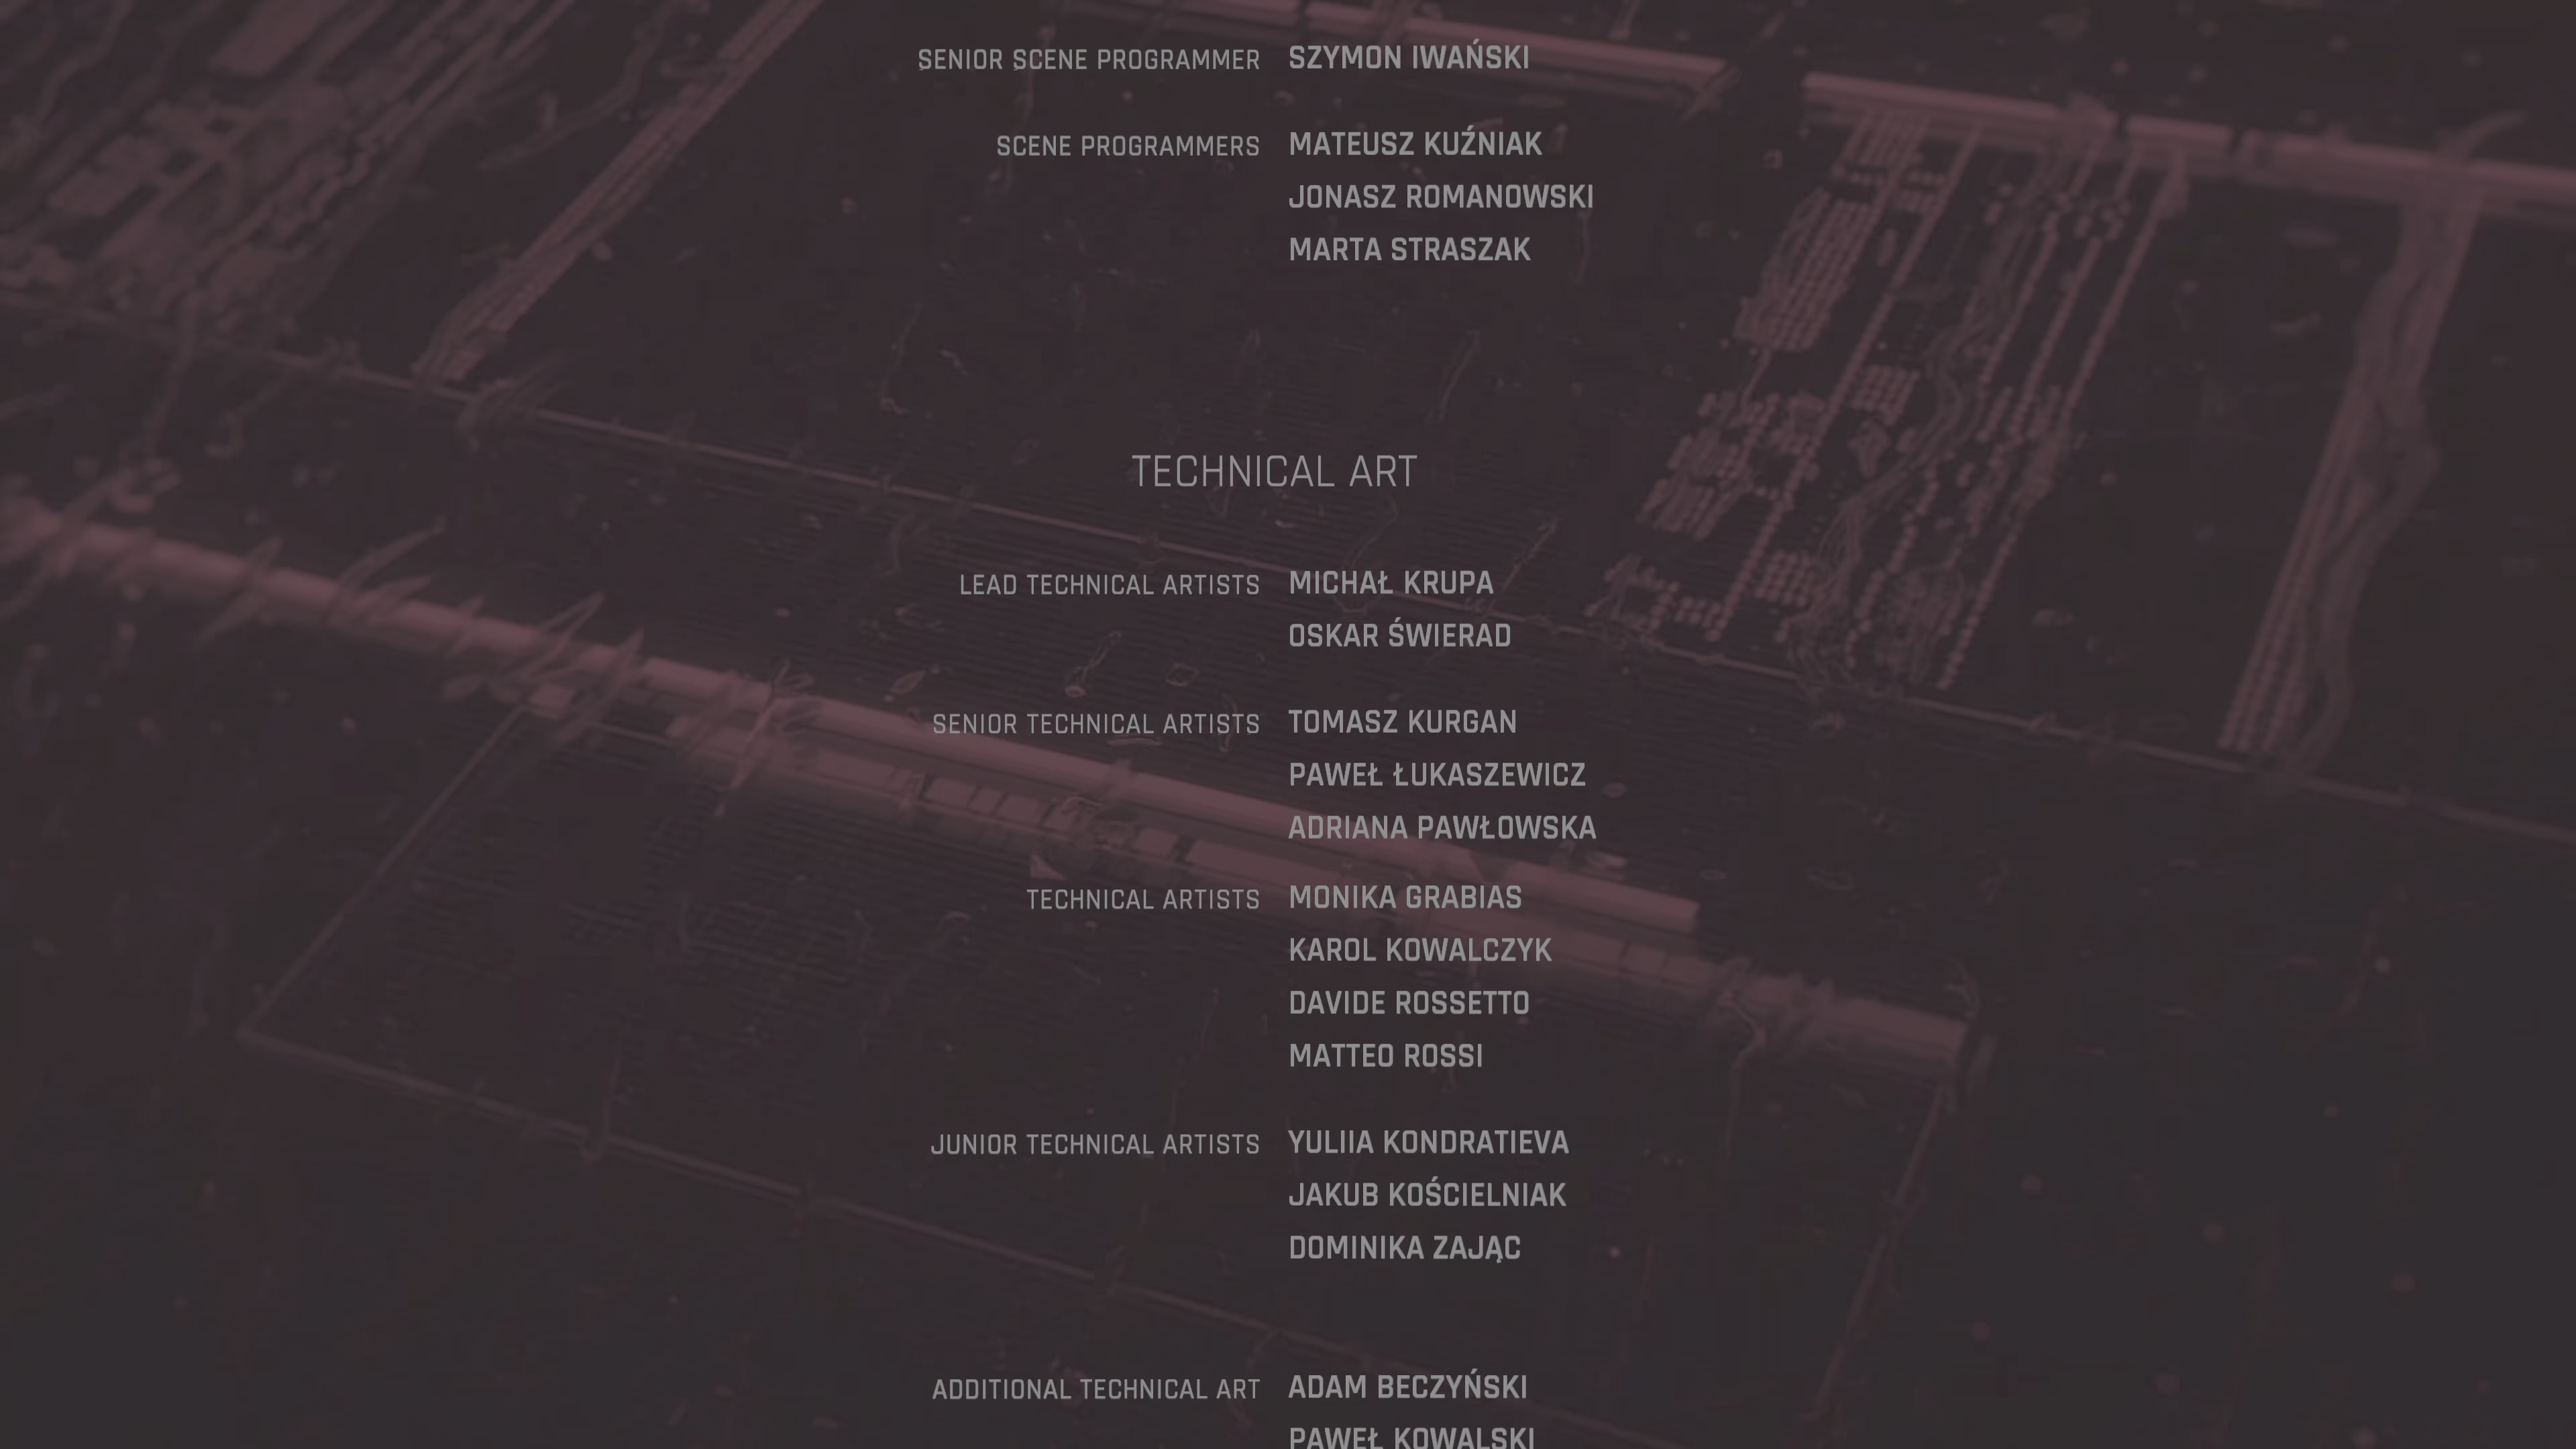 SENIOR SCENE PROGRAMMER SZYMON IWAŃSKI
SCENE PROGRAMMERS MATEUSZ KUŹNIAK
JONASZ ROMANOWSKI
MARTA STRASZAK
TECHNICAL ART
LEAD TECHNICAL ARTISTS MICHAŁ KRUPA
OSKAR ŚWIERAD
SENIOR TECHNICAL ARTISTS TOMASZ KURGAN
PAWEŁ ŁUKASZEWICZ
ADRIANA PAWŁOWSKA
TECHNICAL ARTISTS MONIKA GRABIAS
KAROL KOWALCZYK
DAVIDE ROSSETTO
MATTEO ROSSI
JUNIOR TECHNICAL ARTISTS YULIIA KONDRATIEVA
JAKUB KOŚCIELNIAK
DOMINIKA ZAJĄC
ADDITIONAL TECHNICAL ART ADAM BECZYŃSKI
PAWEŁ KOWALSKI